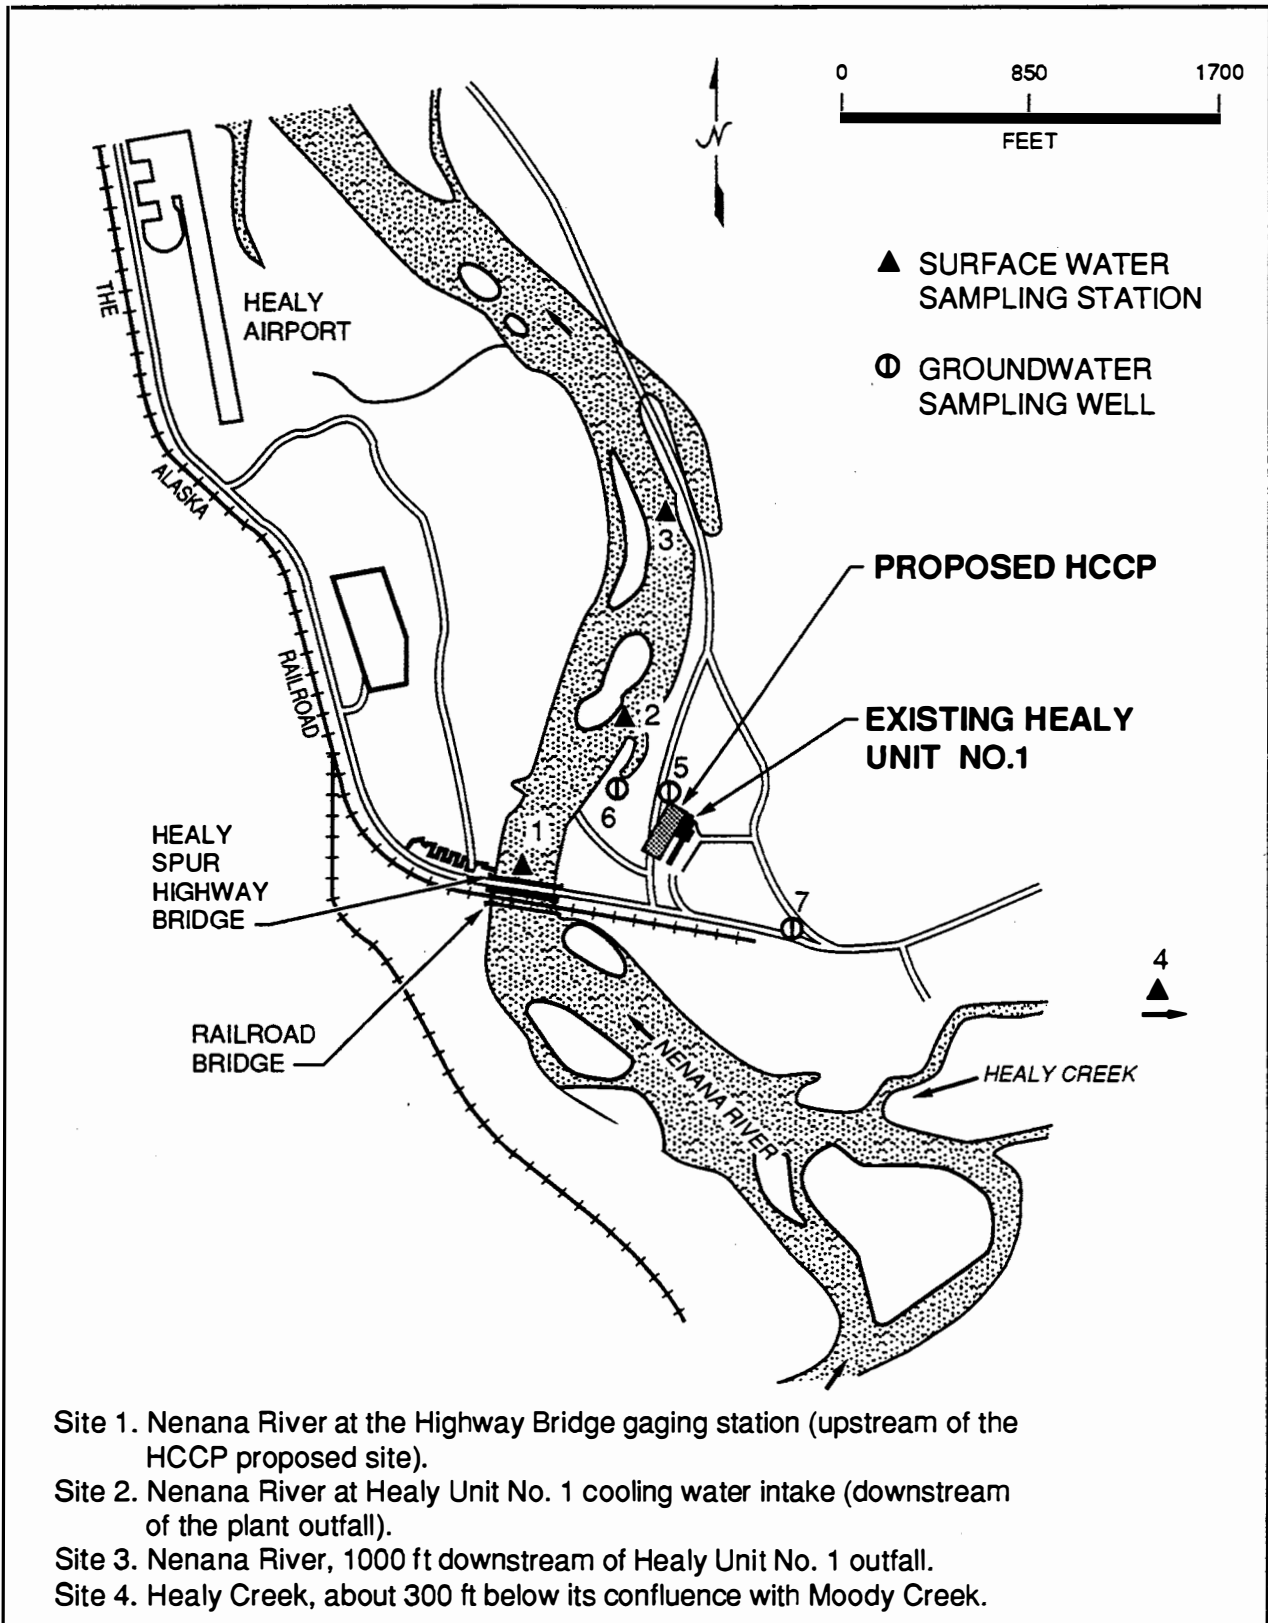 0 850 1700
FEET
N
▲ SURFACE WATER
SAMPLING STATION
GROUNDWATER
SAMPLING WELL
THE
HEALY
AIRPORT
ALASKA
RAILROAD
3
PROPOSED HCCP
2
EXISTING HEALY
UNIT NO.1
5
6
1
HEALY
SPUR
HIGHWAY
BRIDGE
7
4
RAILROAD
BRIDGE
NENANA RIVER
HEALY CREEK
Site 1. Nenana River at the Highway Bridge gaging station (upstream of the
HCCP proposed site).
Site 2. Nenana River at Healy Unit No. 1 cooling water intake (downstream
of the plant outfall).
Site 3. Nenana River, 1000 ft downstream of Healy Unit No. 1 outfall.
Site 4. Healy Creek, about 300 ft below its confluence with Moody Creek.